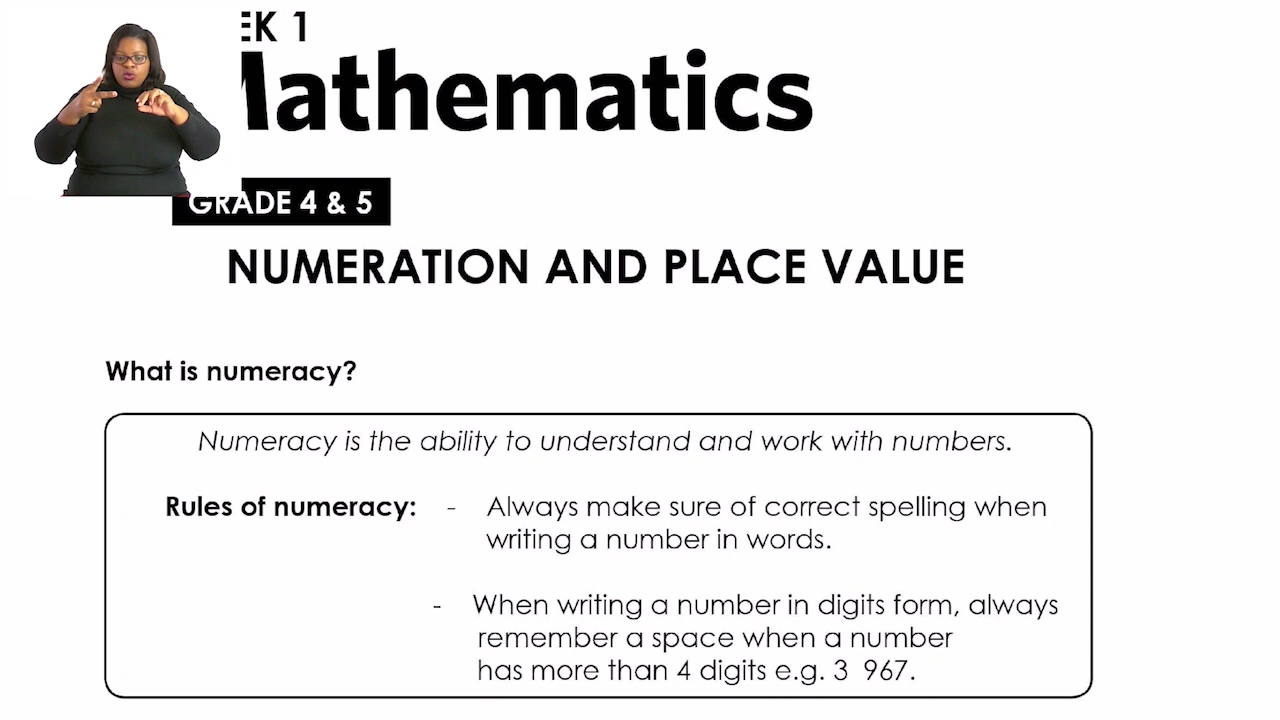 EK 1
Mathematics
GRADE 4 & 5
NUMERATION AND PLACE VALUE
What is numeracy?
Numeracy is the ability to understand and work with numbers.
Rules of numeracy: - Always make sure of correct spelling when
writing a number in words.
- When writing a number in digits form, always
remember a space when a number
has more than 4 digits e.g. 3 967.